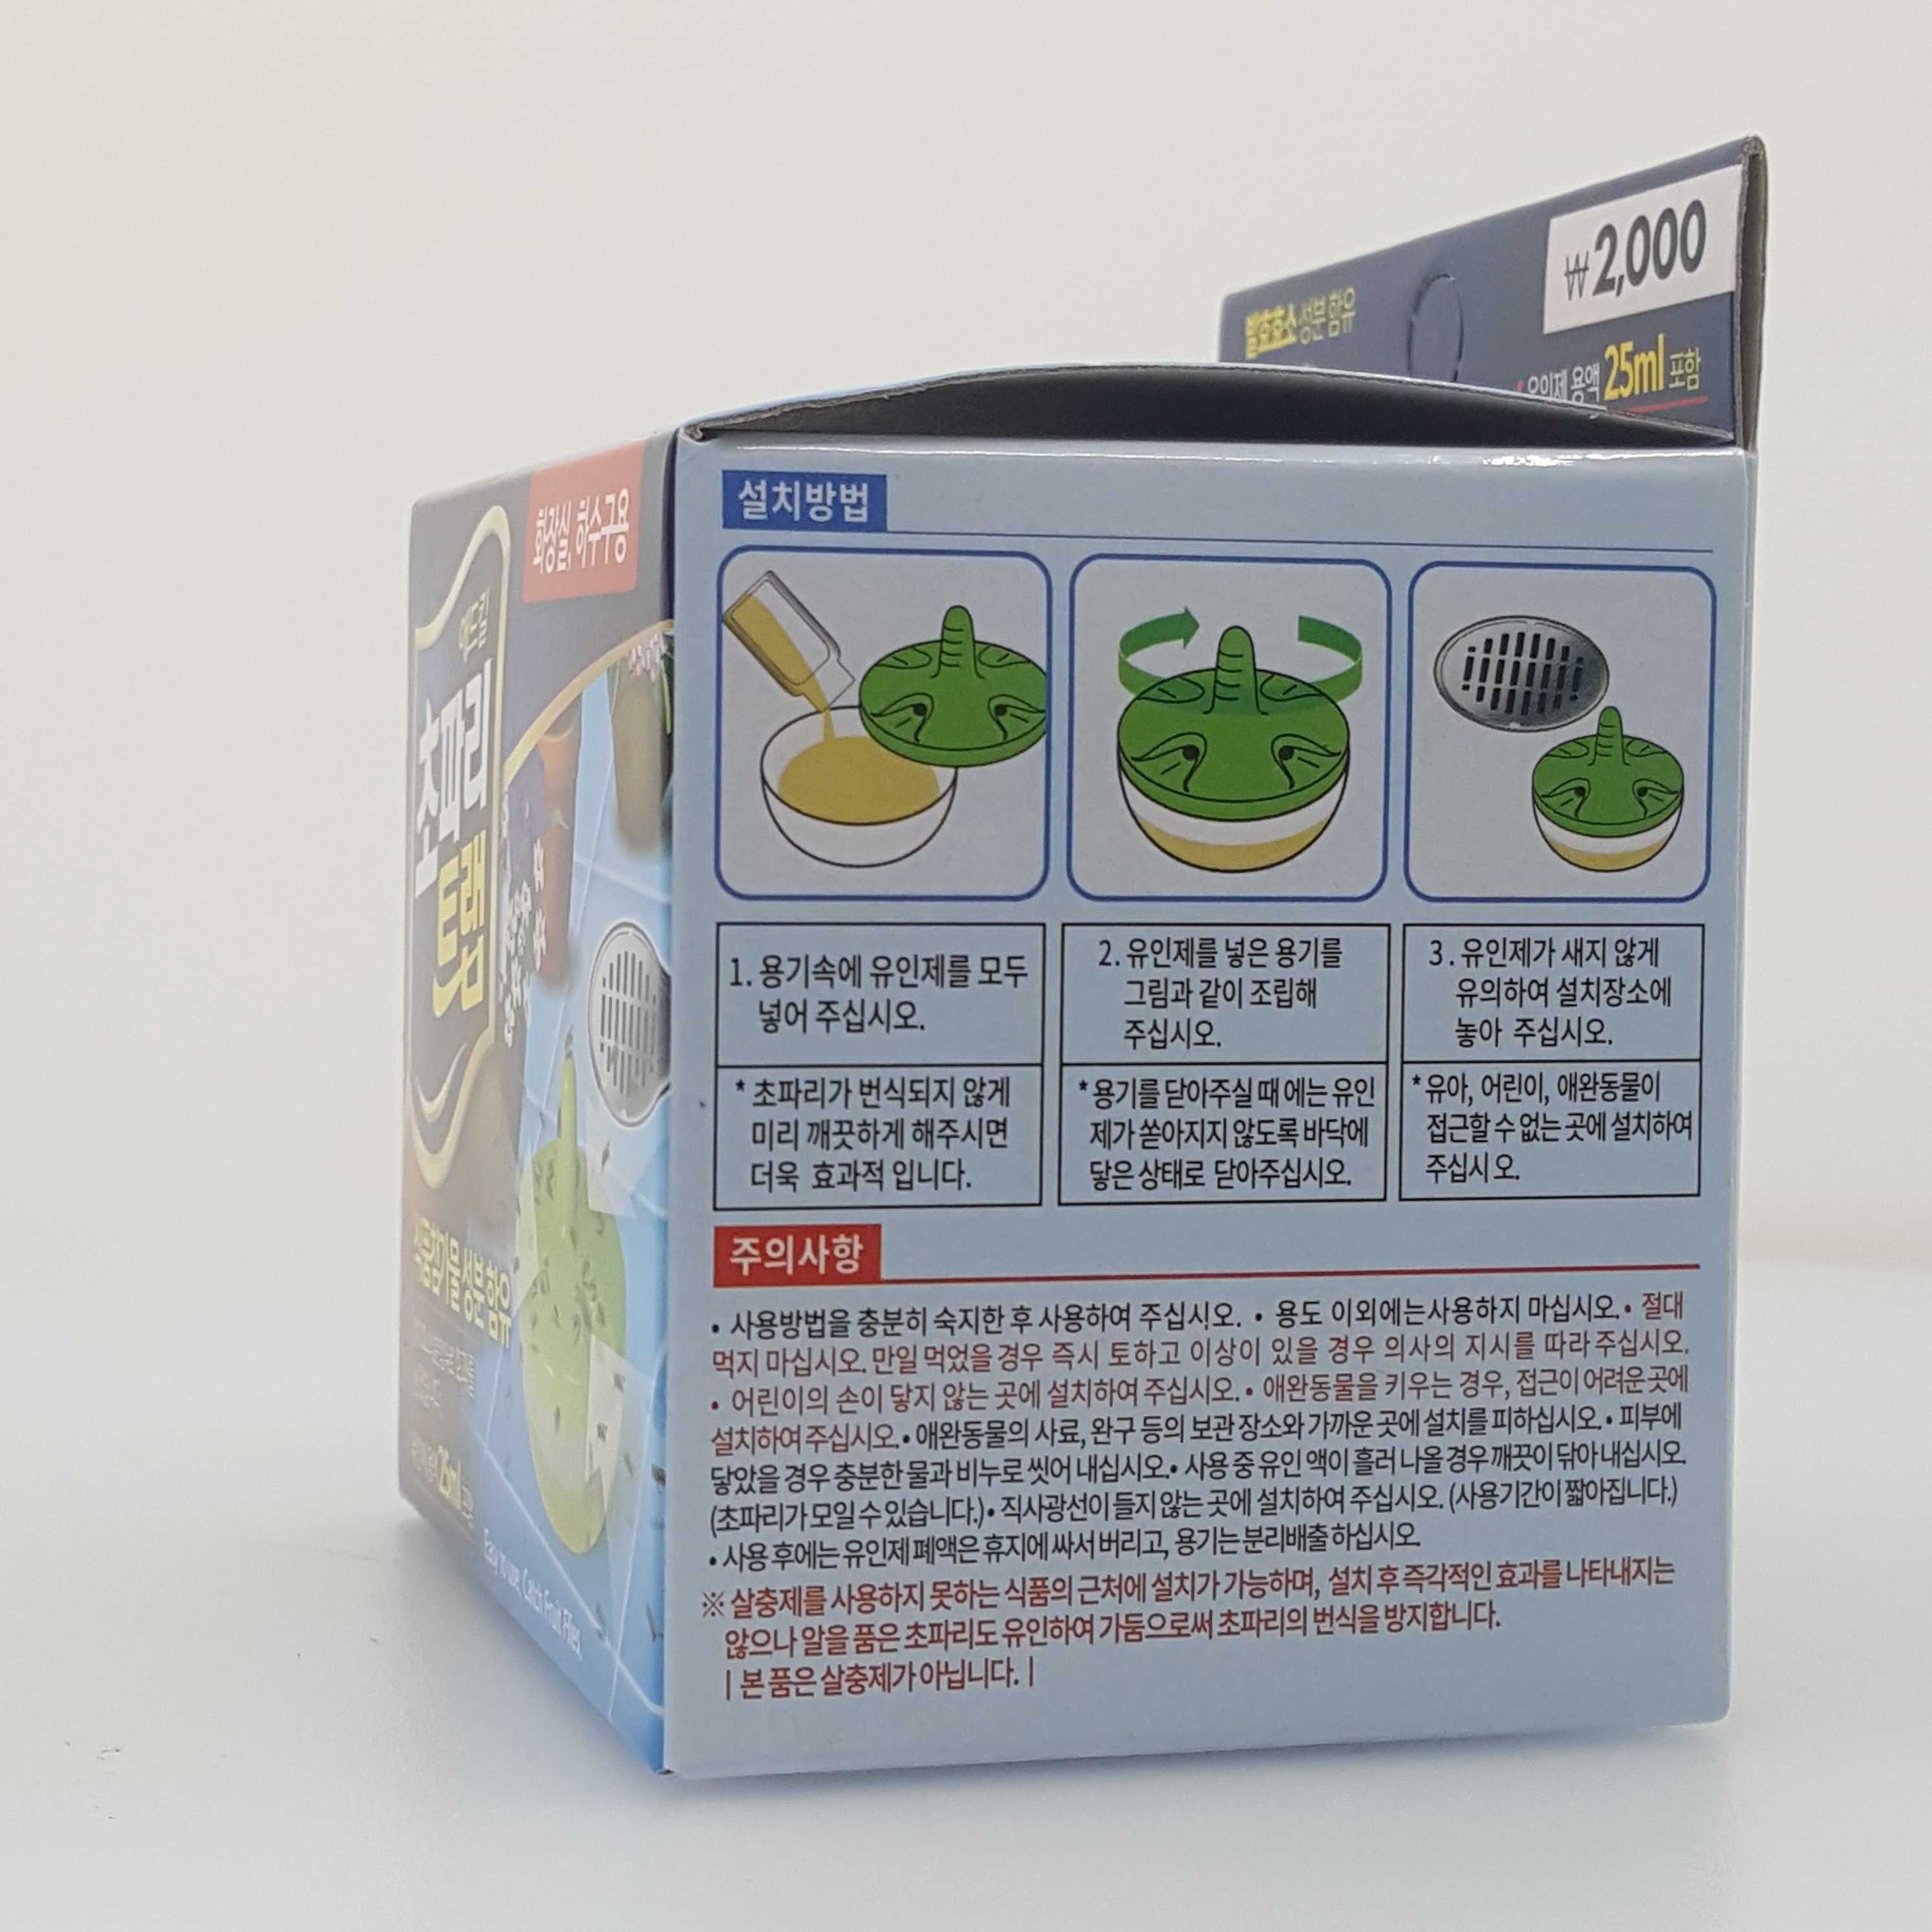 ₩2,000
발효효소 성분 함유
유인제 용액 25ml 포함
화장실, 하수구용
초파리
트랩
성분 함유
25ml
Easy to use, Catch Fruit Flies.
설치방법
1. 용기속에 유인제를 모두
넣어 주십시오.
* 초파리가 번식되지 않게
미리 깨끗하게 해주시면
더욱 효과적 입니다.
2. 유인제를 넣은 용기를
그림과 같이 조립해
주십시오.
* 용기를 닫아주실 때 에는 유인
제가 쏟아지지 않도록 바닥에
닿은 상태로 닫아주십시오.
3. 유인제가 새지 않게
유의하여 설치장소에
놓아 주십시오.
* 유아, 어린이, 애완동물이
접근할 수 없는 곳에 설치하여
주십시 오.
주의사항
• 사용방법을 충분히 숙지한 후 사용하여 주십시오. • 용도 이외에는사용하지 마십시오. • 절대
먹지 마십시오. 만일 먹었을 경우 즉시 토하고 이상이 있을 경우 의사의 지시를 따라 주십시오.
• 어린이의 손이 닿지 않는 곳에 설치하여 주십시오. • 애완동물을 키우는 경우, 접근이 어려운 곳에
설치하여 주십시오. • 애완동물의 사료, 완구 등의 보관 장소와 가까운 곳에 설치를 피하십시오. • 피부에
닿았을 경우 충분한 물과 비누로 씻어 내십시오. • 사용 중 유인 액이 흘러 나올 경우 깨끗이 닦아 내십시오.
(초파리가 모일 수 있습니다.) • 직사광선이 들지 않는 곳에 설치하여 주십시오. (사용기간이 짧아집니다.)
• 사용 후에는 유인제 폐액은 휴지에 싸서 버리고, 용기는 분리배출 하십시오.
※ 살충제를 사용하지 못하는 식품의 근처에 설치가 가능하며, 설치 후 즉각적인 효과를 나타내지는
않으나 알을 품은 초파리도 유인하여 가둠으로써 초파리의 번식을 방지합니다.
| 본 품은 살충제가 아닙니다. |